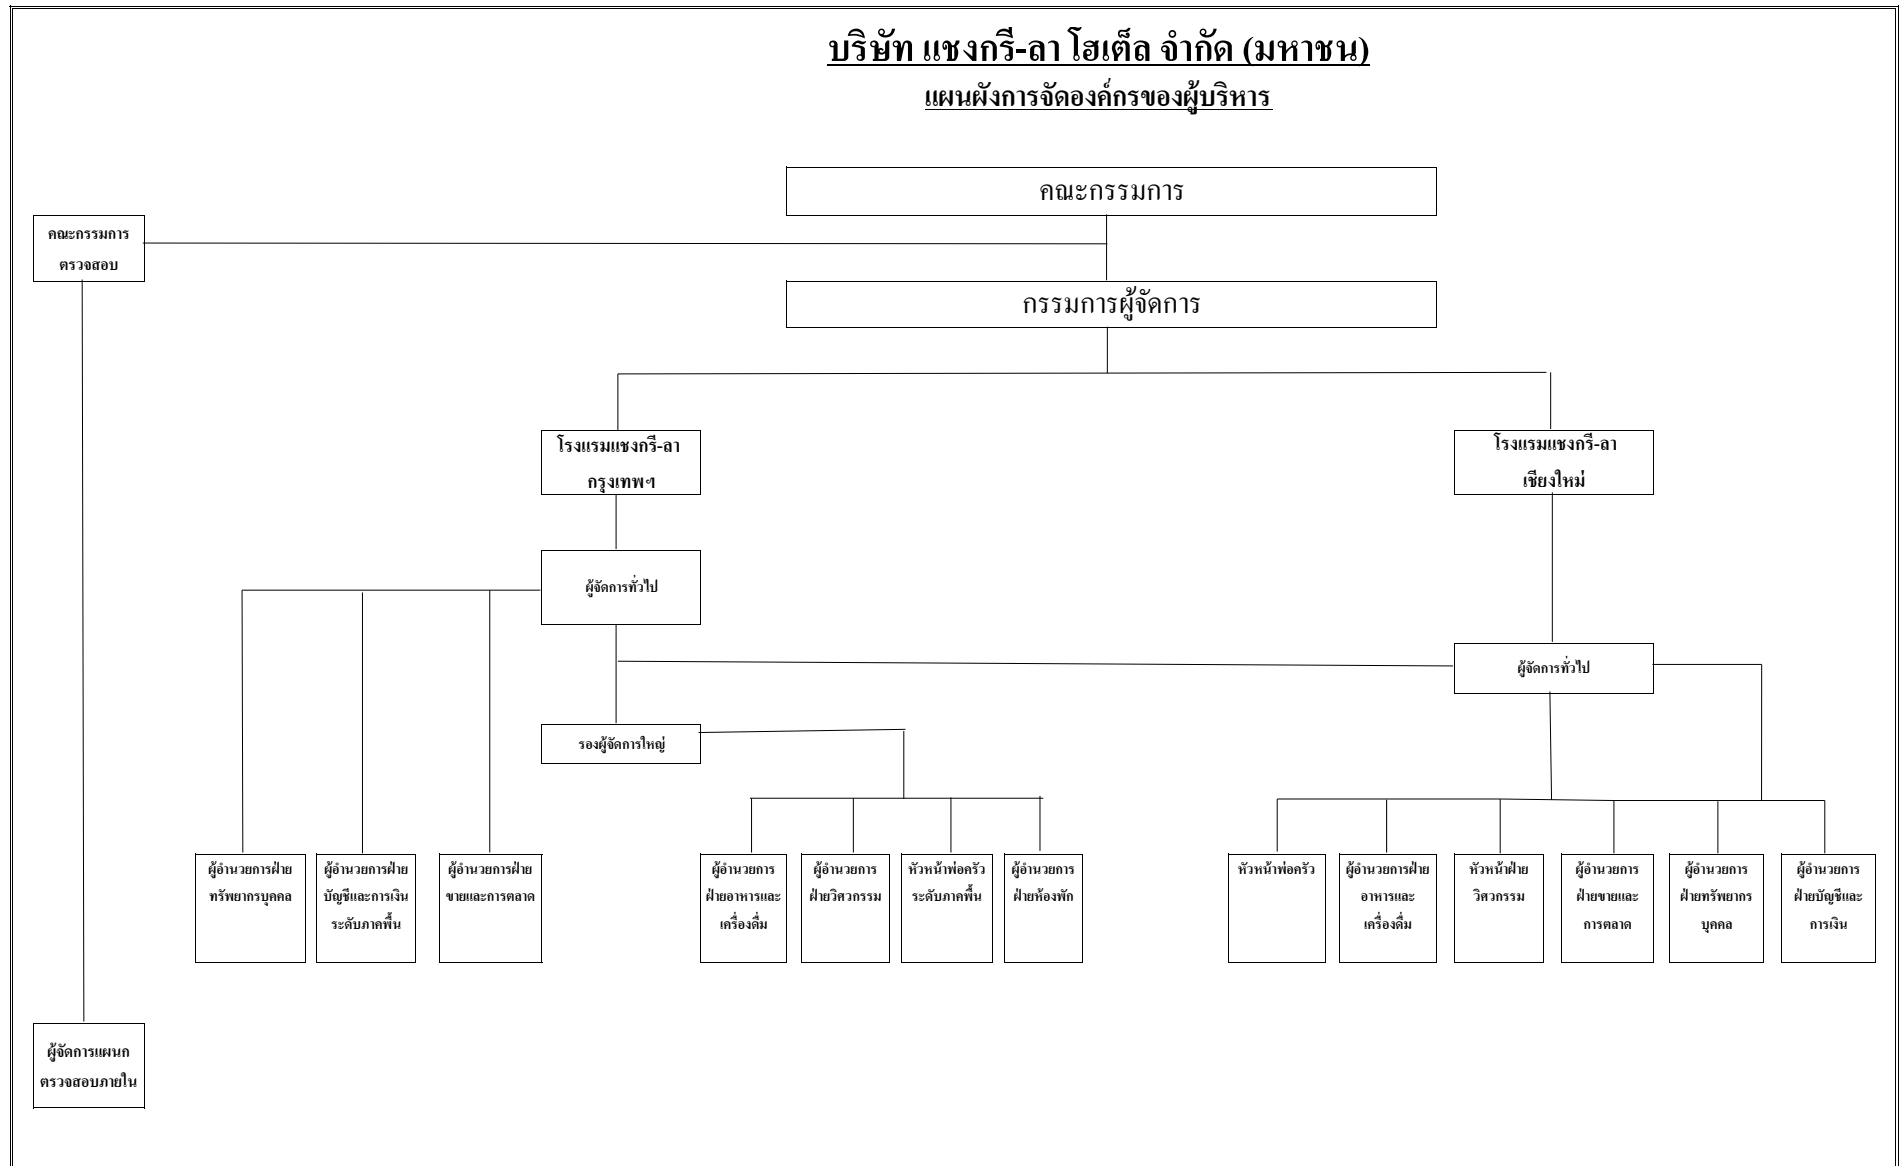 บริษัท แชงกรี-ลา โฮเต็ล จำกัด (มหาชน)
แผนผังการจัดองค์กรของผู้บริหาร
คณะกรรมการ
คณะกรรมการ
ตรวจสอบ
กรรมการผู้จัดการ
โรงแรมแชงกรี-ลา
กรุงเทพฯ
โรงแรมแชงกรี-ลา
เชียงใหม่
ผู้จัดการทั่วไป
ผู้จัดการทั่วไป
รองผู้จัดการใหญ่
ผู้อำนวยการฝ่าย
ทรัพยากรบุคคล
ผู้อำนวยการฝ่าย
บัญชีและการเงิน
ระดับภาคพื้น
ผู้อำนวยการฝ่าย
ขายและการตลาด
ผู้อำนวยการ
ฝ่ายอาหารและ
เครื่องดื่ม
ผู้อำนวยการ
ฝ่ายวิศวกรรม
หัวหน้าพ่อครัว
ระดับภาคพื้น
ผู้อำนวยการ
ฝ่ายห้องพัก
หัวหน้าพ่อครัว
ผู้อำนวยการฝ่าย
อาหารและ
เครื่องดื่ม
หัวหน้าฝ่าย
วิศวกรรม
ผู้อำนวยการ
ฝ่ายขายและ
การตลาด
ผู้อำนวยการ
ฝ่ายทรัพยากร
บุคคล
ผู้อำนวยการ
ฝ่ายบัญชีและ
การเงิน
ผู้จัดการแผนก
ตรวจสอบภายใน